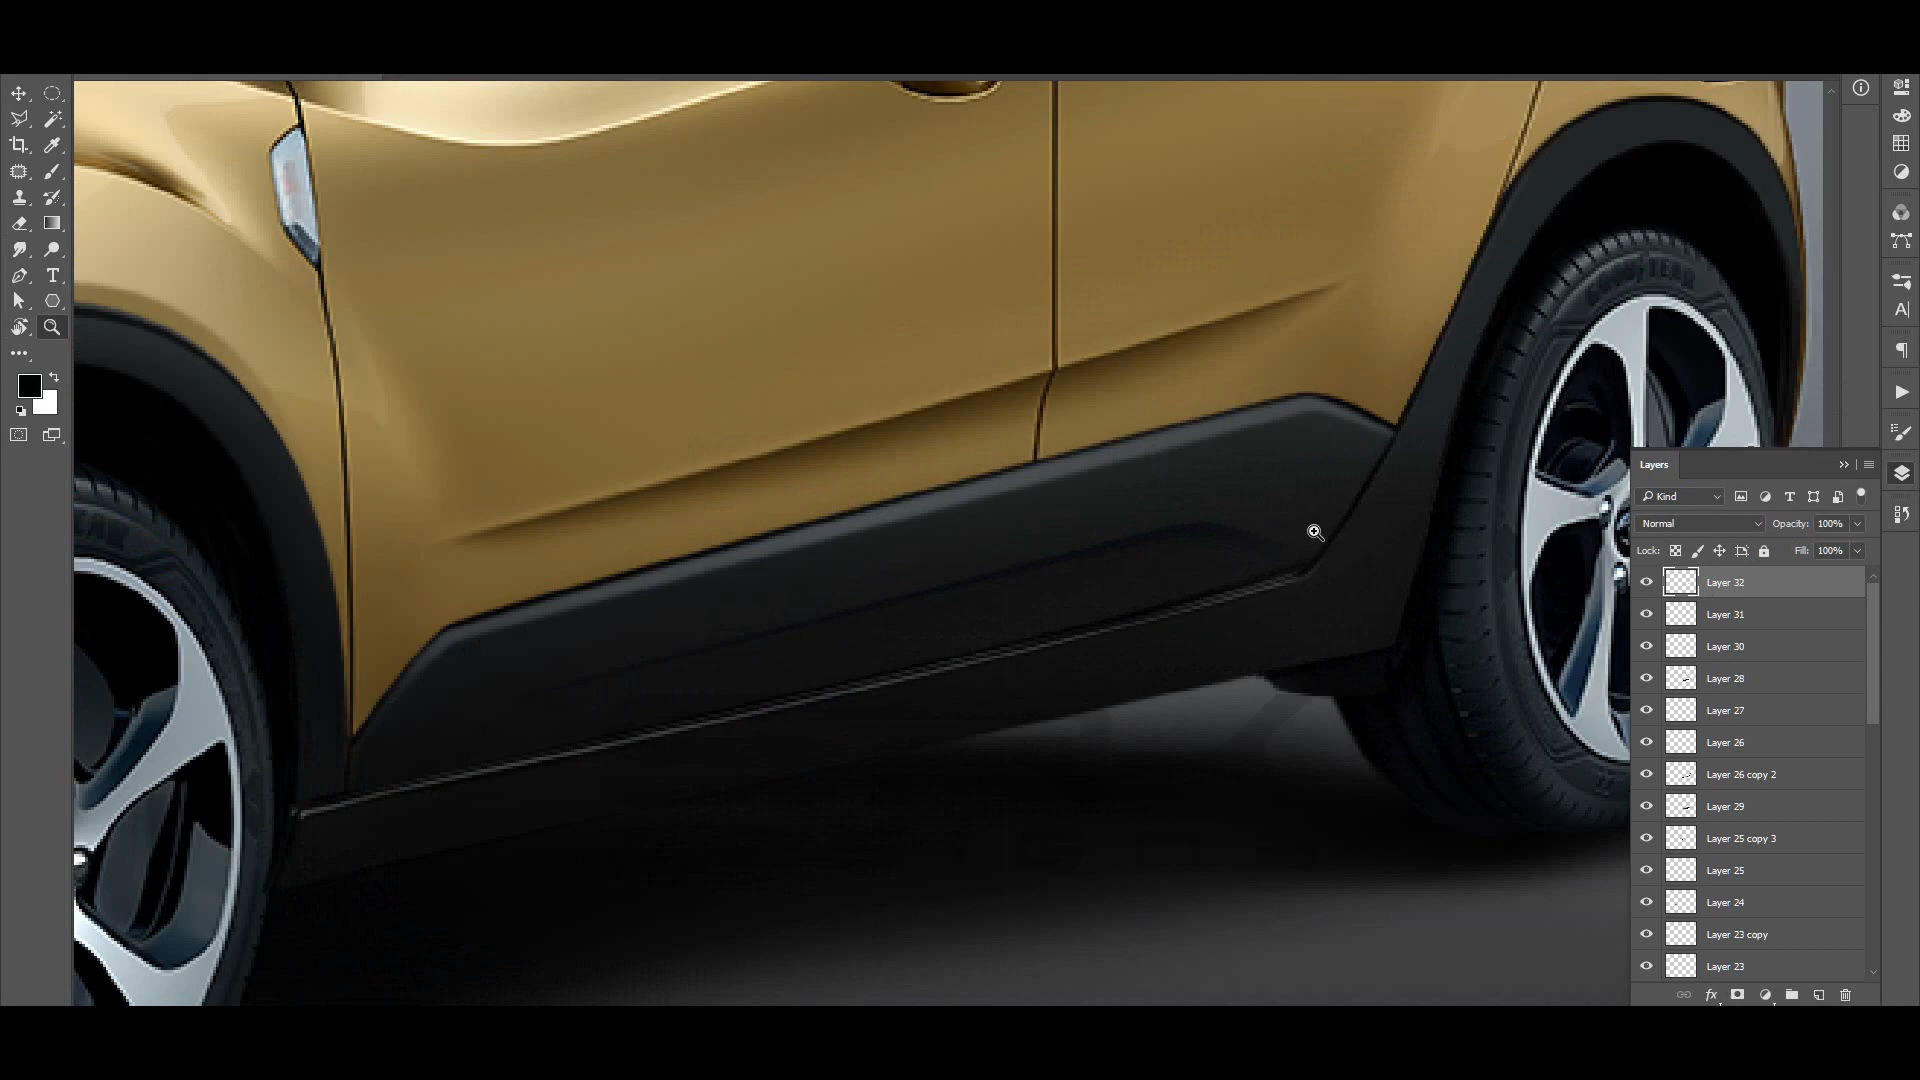 Layers
Kind
Normal
Opacity: 100%
Lock:
Fill: 100%
Layer 32
Layer 31
Layer 30
Layer 28
Layer 27
Layer 26
Layer 26 copy 2
Layer 29
Layer 25 copy 3
Layer 25
Layer 24
Layer 23 copy
Layer 23